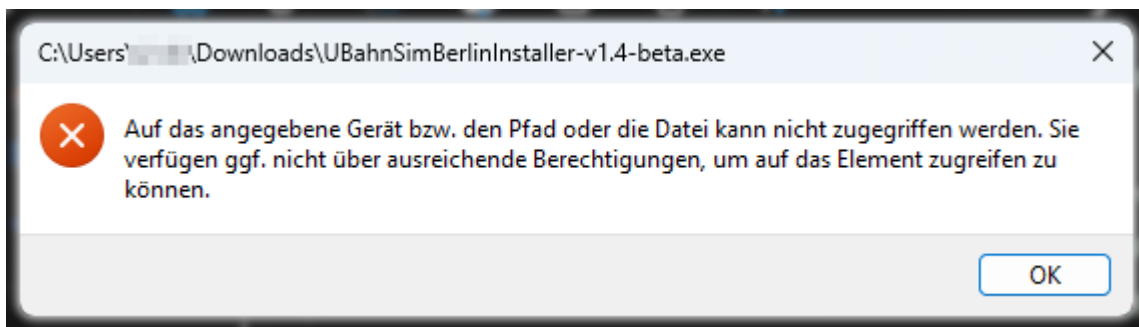 C:\Users\ \Downloads\UBahnSimBerlinInstaller-v1.4-beta.exe
Auf das angegebene Gerät bzw. den Pfad oder die Datei kann nicht zugegriffen werden. Sie
verfügen ggf. nicht über ausreichende Berechtigungen, um auf das Element zugreifen zu
können.
OK